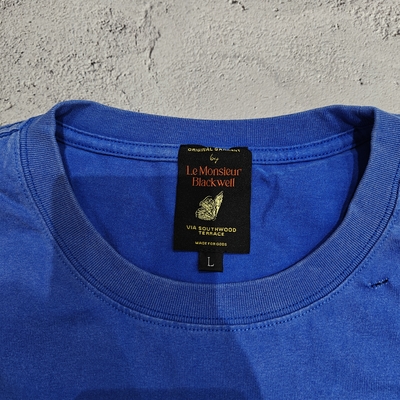 ORIGINAL GARMENT
by
Le Monsieur
Blackwell
VIA SOUTHWOOD
TERRACE
MADE FOR GODS
L